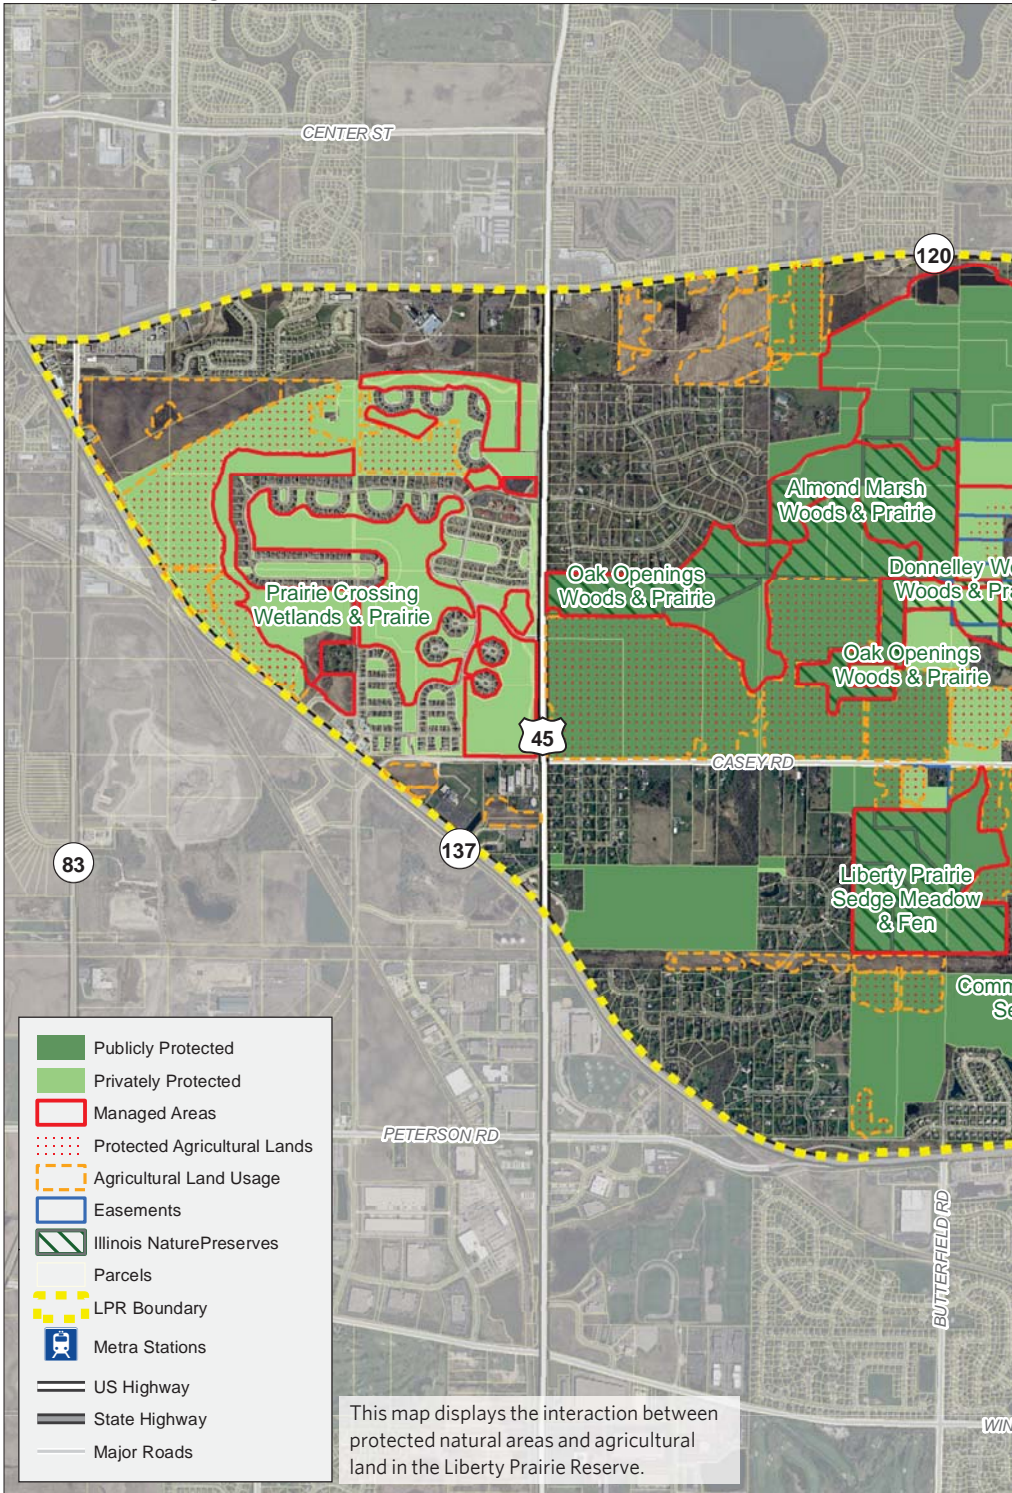 CENTER ST
120
Almond Marsh
Woods & Prairie
Oak Openings
Woods & Prairie
Donnelley
Woods &
Prairie Crossing
Wetlands & Prairie
Oak Openings
Woods & Prairie
45
CASEY RD
83
137
Liberty Prairie
Sedge Meadow
& Fen
PETERSON RD
BUTTERFIELD RD
Publicly Protected
Privately Protected
Managed Areas
Protected Agricultural Lands
Agricultural Land Usage
Easements
Illinois NaturePreserves
Parcels
LPR Boundary
Metra Stations
US Highway
State Highway
Major Roads
This map displays the interaction between
protected natural areas and agricultural
land in the Liberty Prairie Reserve.